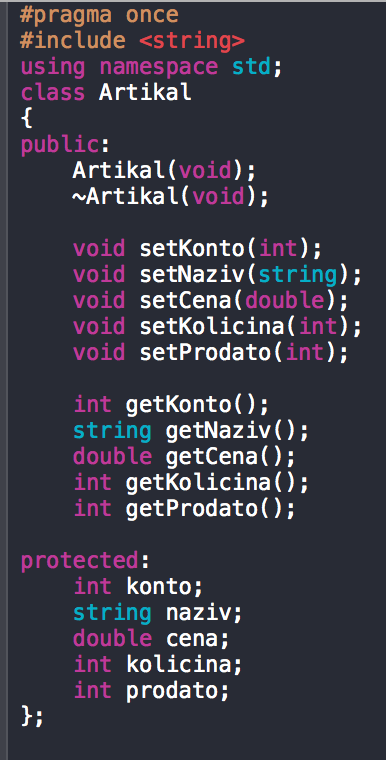 #pragma once
#include <string>
using namespace std;
class Artikal
{
public:
    Artikal(void);
    ~Artikal(void);

    void setKonto(int);
    void setNaziv(string);
    void setCena(double);
    void setKolicina(int);
    void setProdato(int);

    int getKonto();
    string getNaziv();
    double getCena();
    int getKolicina();
    int getProdato();

protected:
    int konto;
    string naziv;
    double cena;
    int kolicina;
    int prodato;
};